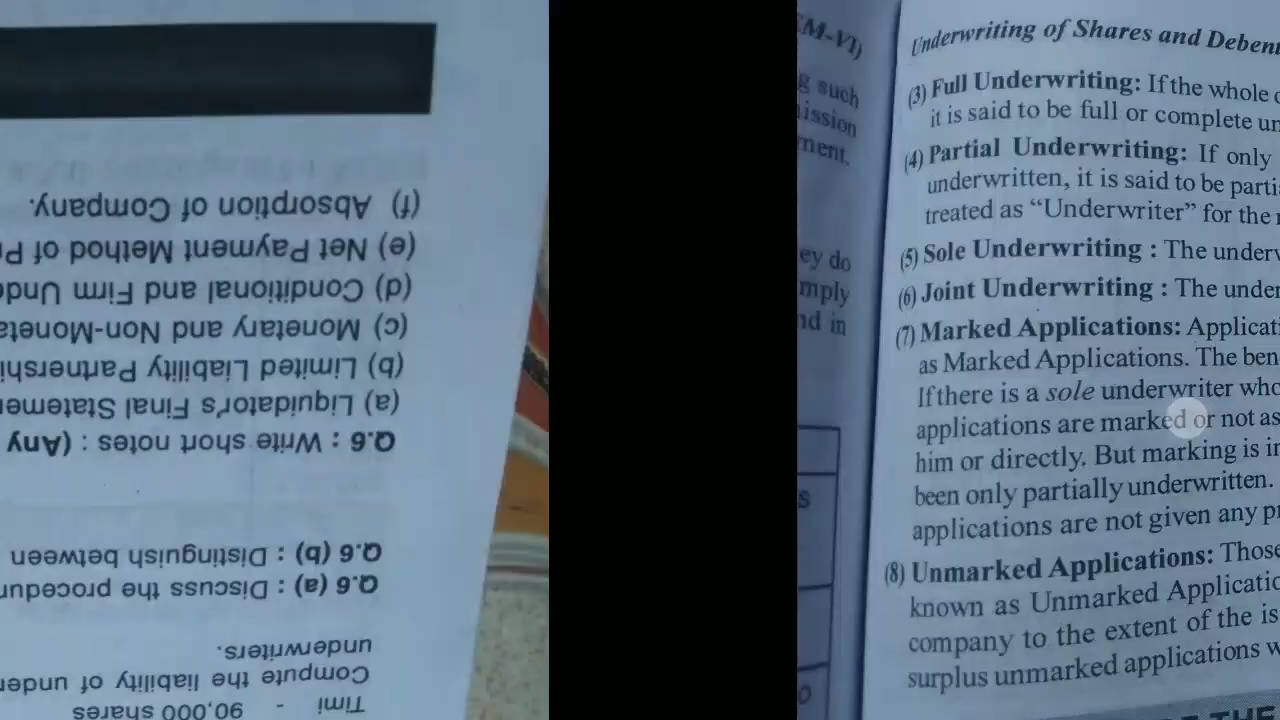 Timi - 90,000 shares
Compute the liability of under
underwriters.
Q.6 (a) : Discuss the procedur
Q.6 (b) : Distinguish between
Q.6 : Write short notes : (Any
(a) Liquidator's Final Statemen
(b) Limited Liability Partnershi
(c) Monetary and Non-Moneta
(d) Conditional and Firm Unde
(e) Net Payment Method of P
(f) Absorption of Company.
EM-VI)
g such
ission
ment.
ey do
mply
nd in
s
Underwriting of Shares and Deben
(3) Full Underwriting: If the whole o
it is said to be full or complete un
(4) Partial Underwriting: If only
underwritten, it is said to be parti
treated as “Underwriter” for the r
(5) Sole Underwriting : The underw
(6) Joint Underwriting : The under
(7) Marked Applications: Applicati
as Marked Applications. The ben
If there is a sole underwriter who
applications are marked or not as
him or directly. But marking is in
been only partially underwritten.
applications are not given any pr
(8) Unmarked Applications: Those
known as Unmarked Applicatio
company to the extent of the is
surplus unmarked applications w